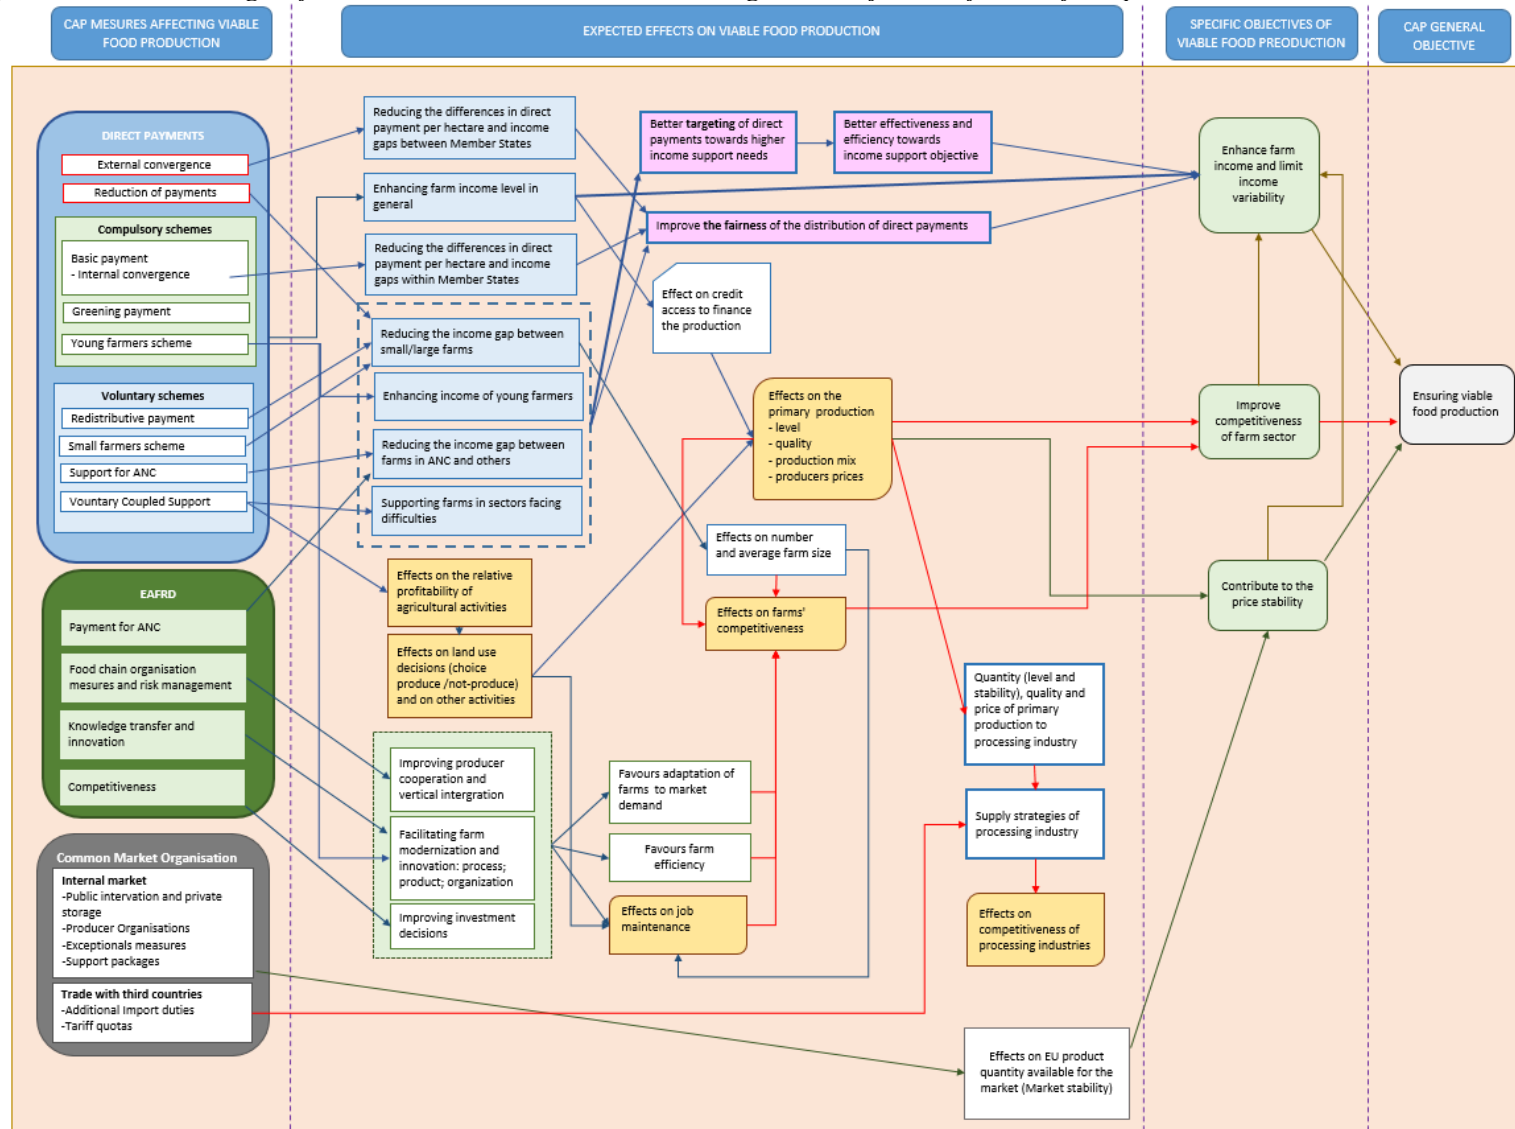 CAP MESURES AFFECTING VIABLE
FOOD PRODUCTION
EXPECTED EFFECTS ON VIABLE FOOD PRODUCTION
SPECIFIC OBJECTIVES OF
VIABLE FOOD PREODUCTION
CAP GENERAL
OBJECTIVE
DIRECT PAYMENTS
External convergence
Reduction of payments
Compulsory schemes
Basic payment
- Internal convergence
Greening payment
Young farmers scheme
Voluntary schemes
Redistributive payment
Small farmers scheme
Support for ANC
Vountary Coupled Support
EAFRD
Payment for ANC
Food chain organisation
mesures and risk management
Knowledge transfer and
innovation
Competitiveness
Common Market Organisation
Internal market
-Public intervation and private
storage
-Producer Organisations
-Exceptionals measures
-Support packages
Trade with third countries
-Additional Import duties
-Tariff quotas
Reducing the differences in direct
payment per hectare and income
gaps between Member States
Enhancing farm income level in
general
Reducing the differences in direct
payment per hectare and income
gaps within Member States
Reducing the income gap between
small/large farms
Enhancing income of young farmers
Reducing the income gap between
farms in ANC and others
Supporting farms in sectors facing
difficulties
Effects on the relative
profitability of
agricultural activities
Effects on land use
decisions (choice
produce /not-produce)
and on other activities
Improving producer
cooperation and
vertical intergration
Facilitating farm
modernization and
innovation: process;
product; organization
Improving investment
decisions
Better targeting of direct
payments towards higher
income support needs
Better effectiveness and
efficiency towards
income support objective
Improve the fairness of the distribution of direct payments
Effect on credit
access to finance
the production
Effects on the
primary production
- level
- quality
- production mix
- producers prices
Effects on number
and average farm size
Effects on farms'
competitiveness
Favours adaptation of
farms to market
demand
Favours farm
efficiency
Effects on job
maintenance
Quantity (level and
stability), quality and
price of primary
production to
processing industry
Supply strategies of
processing industry
Effects on
competitiveness of
processing industries
Effects on EU product
quantity available for the
market (Market stability)
Enhance farm
income and limit
income
variability
Improve
competitiveness
of farm sector
Contribute to the
price stability
Ensuring viable
food production